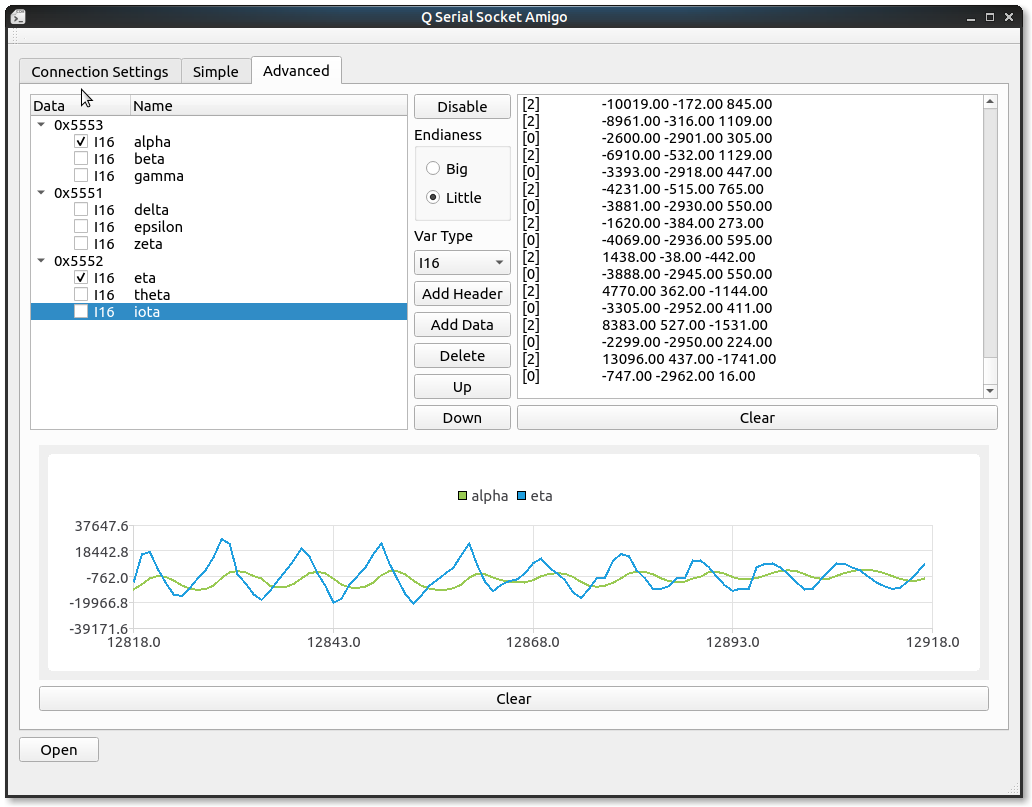 Q Serial Socket Amigo
Connection Settings Simple Advanced
Data Name
0x5553
I16 alpha
I16 beta
I16 gamma
0x5551
I16 delta
I16 epsilon
I16 zeta
0x5552
I16 eta
I16 theta
I16 iota
Disable
Endianess
Big
Little
Var Type
I16
Add Header
Add Data
Delete
Up
Down
[2] -10019.00 -172.00 845.00
[2] -8961.00 -316.00 1109.00
[0] -2600.00 -2901.00 305.00
[2] -6910.00 -532.00 1129.00
[0] -3393.00 -2918.00 447.00
[2] -4231.00 -515.00 765.00
[0] -3881.00 -2930.00 550.00
[2] -1620.00 -384.00 273.00
[0] -4069.00 -2936.00 595.00
[2] 1438.00 -38.00 -442.00
[0] -3888.00 -2945.00 550.00
[2] 4770.00 362.00 -1144.00
[0] -3305.00 -2952.00 411.00
[2] 8383.00 527.00 -1531.00
[0] -2299.00 -2950.00 224.00
[2] 13096.00 437.00 -1741.00
[0] -747.00 -2962.00 16.00
Clear
alpha eta
37647.6
18442.8
-762.0
-19966.8
-39171.6
12818.0 12843.0 12868.0 12893.0 12918.0
Clear
Open